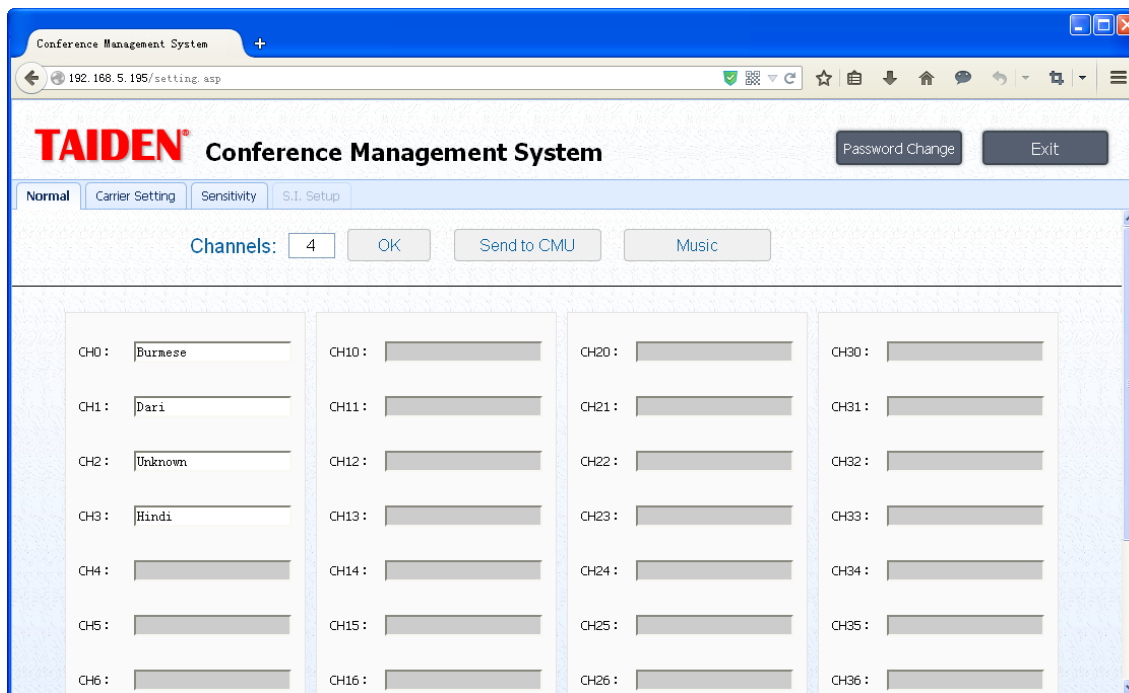 Conference Management System
192.168.5.195/setting.asp
TAIDEN® Conference Management System
Password Change
Exit
Normal
Carrier Setting
Sensitivity
S.I. Setup
Channels: 4
OK
Send to CMU
Music
CH0: Burmese
CH10:
CH20:
CH30:
CH1: Dari
CH11:
CH21:
CH31:
CH2: Unknown
CH12:
CH22:
CH32:
CH3: Hindi
CH13:
CH23:
CH33:
CH4:
CH14:
CH24:
CH34:
CH5:
CH15:
CH25:
CH35:
CH6:
CH16:
CH26:
CH36: